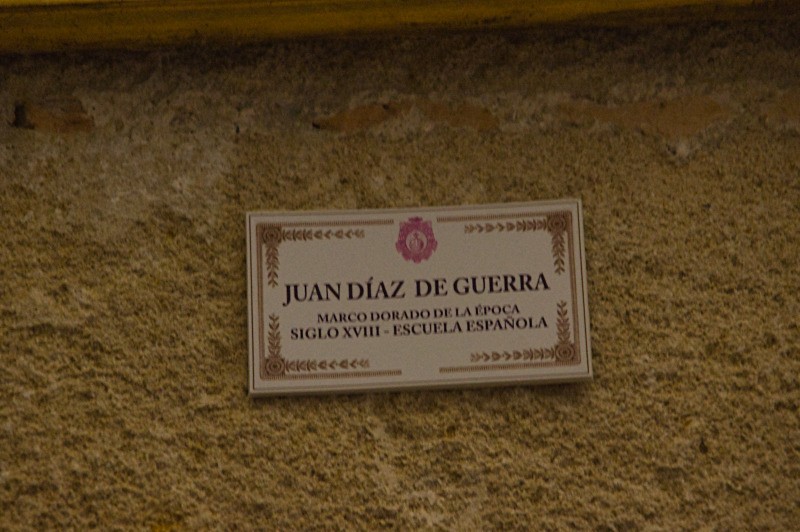 JUAN DÍAZ DE GUERRA
MARCO DORADO DE LA ÉPOCA
SIGLO XVIII - ESCUELA ESPAÑOLA